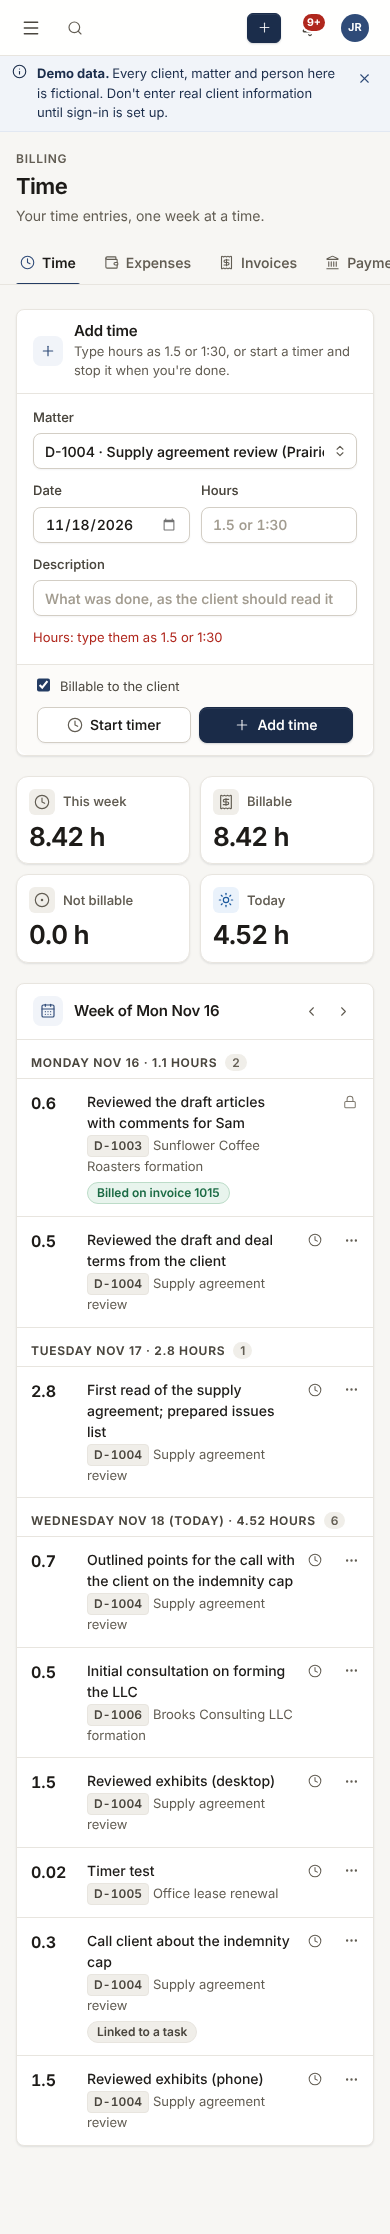 9+
JR
Demo data. Every client, matter and person here
is fictional. Don't enter real client information
until sign-in is set up.
BILLING
Time
Your time entries, one week at a time.
Time
Expenses
Invoices
Payme
Add time
Type hours as 1.5 or 1:30, or start a timer and
stop it when you're done.
Matter
D-1004 · Supply agreement review (Prairi
Date
Hours
11/18/2026
1.5 or 1:30
Description
What was done, as the client should read it
Hours: type them as 1.5 or 1:30
Billable to the client
Start timer
Add time
This week
8.42 h
Billable
8.42 h
Not billable
0.0 h
Today
4.52 h
Week of Mon Nov 16
MONDAY NOV 16 · 1.1 HOURS 2
0.6
Reviewed the draft articles
with comments for Sam
D-1003 Sunflower Coffee
Roasters formation
Billed on invoice 1015
0.5
Reviewed the draft and deal
terms from the client
D-1004 Supply agreement
review
TUESDAY NOV 17 · 2.8 HOURS 1
2.8
First read of the supply
agreement; prepared issues
list
D-1004 Supply agreement
review
WEDNESDAY NOV 18 (TODAY) · 4.52 HOURS 6
0.7
Outlined points for the call with
the client on the indemnity cap
D-1004 Supply agreement
review
0.5
Initial consultation on forming
the LLC
D-1006 Brooks Consulting LLC
formation
1.5
Reviewed exhibits (desktop)
D-1004 Supply agreement
review
0.02
Timer test
D-1005 Office lease renewal
0.3
Call client about the indemnity
cap
D-1004 Supply agreement
review
Linked to a task
1.5
Reviewed exhibits (phone)
D-1004 Supply agreement
review